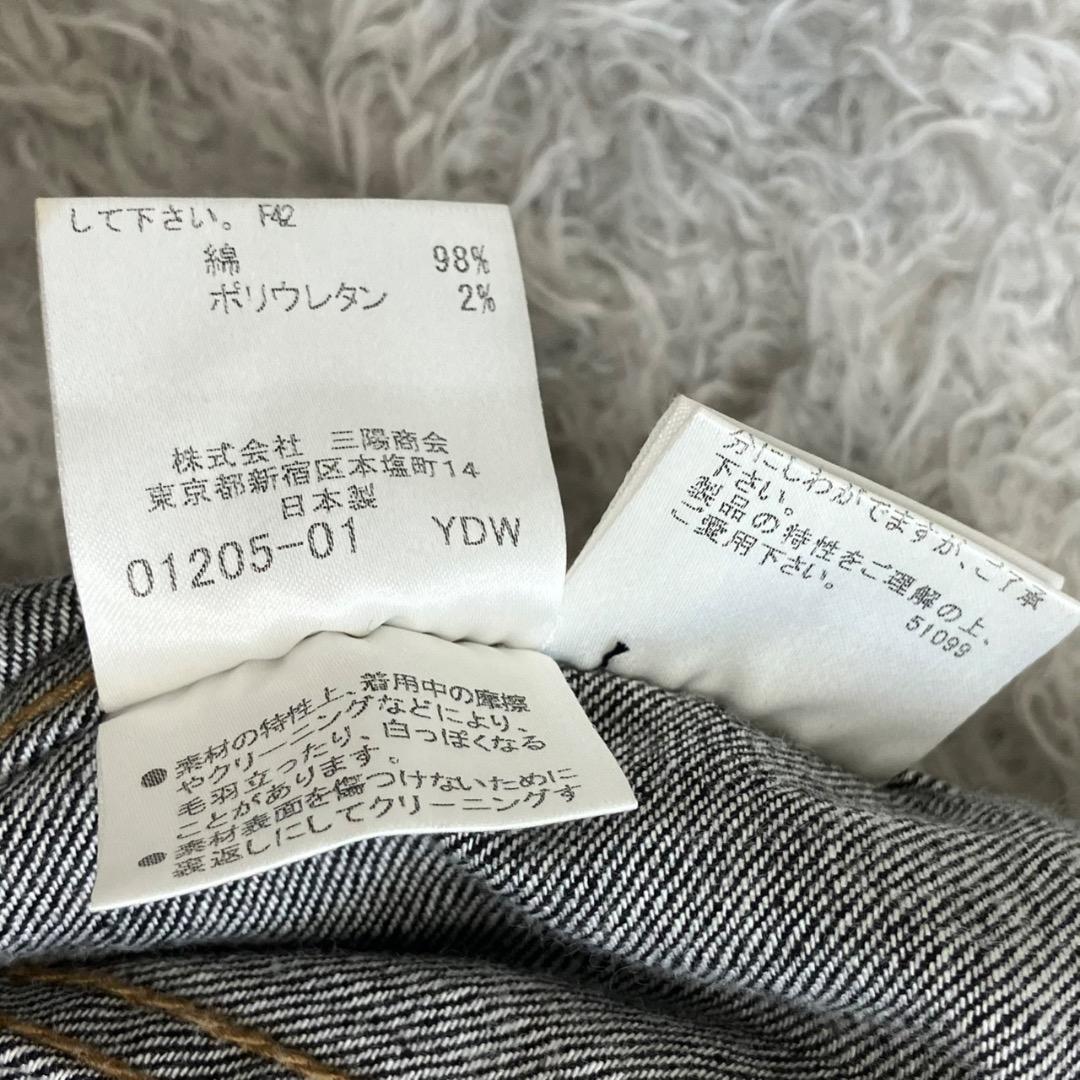 して下さい。 F42
綿 98%
ポリウレタン 2%
株式会社 三陽商会
東京都新宿区本塩町14
日本製
01205-01 YDW
● 素材の特性上、着用中の摩擦
やクリーニングなどにより、
毛羽立ったり、白っぽくなる
ことがあります。
● 素材表面を傷つけないために
裏返しにしてクリーニングす
分にしわがでますが、ご了承
下さい。
製品の特性をご理解の上、
ご愛用下さい。
51099